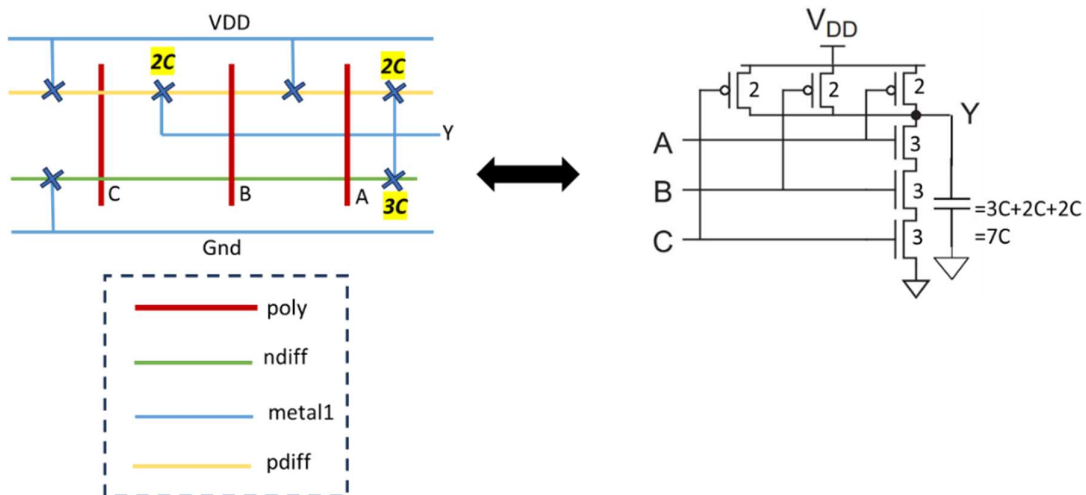 VDD
2C
2C
Y
C
B
A
3C
Gnd
poly
ndiff
metal1
pdiff
VDD
2
2
2
Y
A
3
B
3
=3C+2C+2C
C
3
=7C